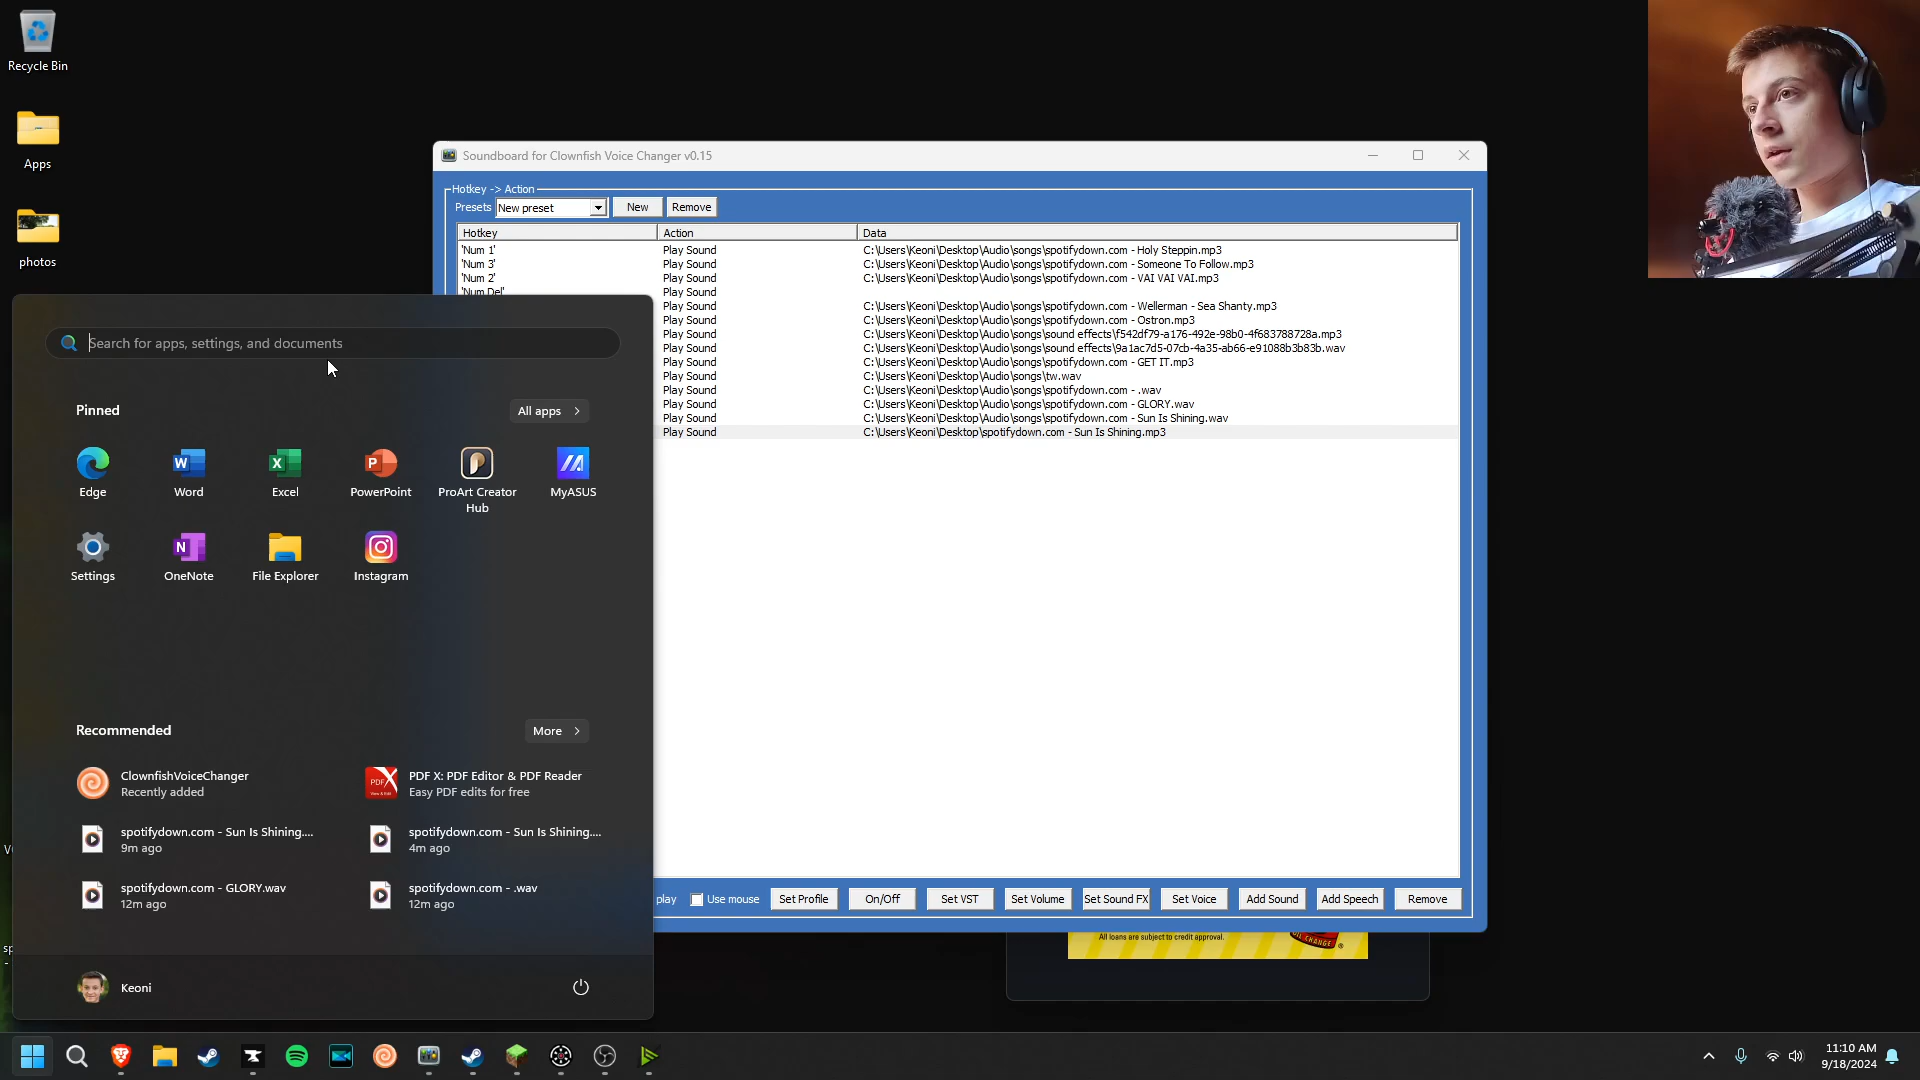 Recycle Bin
Apps
photos
Soundboard for Clownfish Voice Changer v0.15
Hotkey -> Action
Presets New preset New Remove
Hotkey Action Data
'Num 1' Play Sound C:\Users\Keoni\Desktop\Audio\songs\spotifydown.com - Holy Steppin.mp3
'Num 3' Play Sound C:\Users\Keoni\Desktop\Audio\songs\spotifydown.com - Someone To Follow.mp3
'Num 2' Play Sound C:\Users\Keoni\Desktop\Audio\songs\spotifydown.com - VAI VAI VAI.mp3
'Num Del' Play Sound
Play Sound C:\Users\Keoni\Desktop\Audio\songs\spotifydown.com - Wellerman - Sea Shanty.mp3
Play Sound C:\Users\Keoni\Desktop\Audio\songs\spotifydown.com - Ostron.mp3
Play Sound C:\Users\Keoni\Desktop\Audio\songs\sound effects\f542df79-a176-492e-98b0-4f683788728a.mp3
Play Sound C:\Users\Keoni\Desktop\Audio\songs\sound effects\9a1ac7d5-07cb-4a35-ab66-e91088b3b83b.wav
Play Sound C:\Users\Keoni\Desktop\Audio\songs\spotifydown.com - GET IT.mp3
Play Sound C:\Users\Keoni\Desktop\Audio\songs\tw.wav
Play Sound C:\Users\Keoni\Desktop\Audio\songs\spotifydown.com - .wav
Play Sound C:\Users\Keoni\Desktop\Audio\songs\spotifydown.com - GLORY.wav
Play Sound C:\Users\Keoni\Desktop\Audio\songs\spotifydown.com - Sun Is Shining.wav
Play Sound C:\Users\Keoni\Desktop\spotifydown.com - Sun Is Shining.mp3
play Use mouse Set Profile On/Off Set VST Set Volume Set Sound FX Set Voice Add Sound Add Speech Remove
All loans are subject to credit approval.
Search for apps, settings, and documents
Pinned All apps
Edge Word Excel PowerPoint ProArt Creator Hub MyASUS
Settings OneNote File Explorer Instagram
Recommended More
ClownfishVoiceChanger
Recently added
PDF X: PDF Editor & PDF Reader
Easy PDF edits for free
spotifydown.com - Sun Is Shining....
9m ago
spotifydown.com - Sun Is Shining....
4m ago
spotifydown.com - GLORY.wav
12m ago
spotifydown.com - .wav
12m ago
Keoni
11:10 AM
9/18/2024